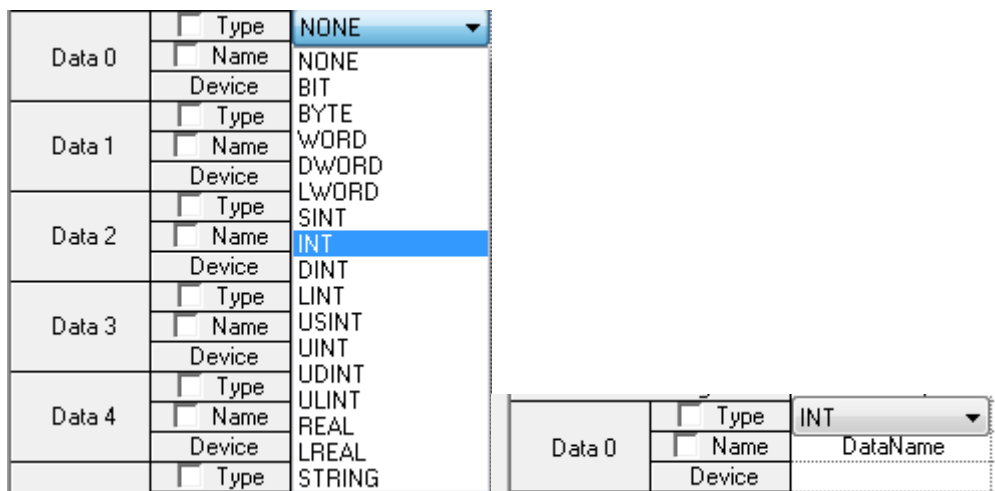 Data 0 Type NONE
Name NONE
Device BIT
Data 1 Type BYTE
Name WORD
Device DWORD
LWORD
Data 2 Type SINT
Name INT
Device DINT
Data 3 Type LINT
Name USINT
Device UINT
Data 4 Type UDINT
Name ULINT
REAL
Device LREAL
Type STRING
Data 0 Type INT
Name DataName
Device